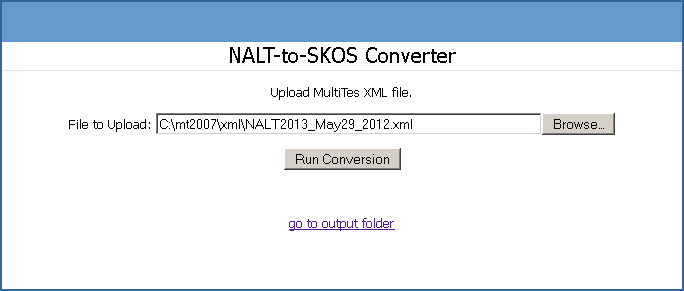 NALT-to-SKOS Converter
Upload MultiTes XML file.
File to Upload: C:\mt2007\xml\NALT2013_May29_2012.xml Browse...
Run Conversion
go to output folder